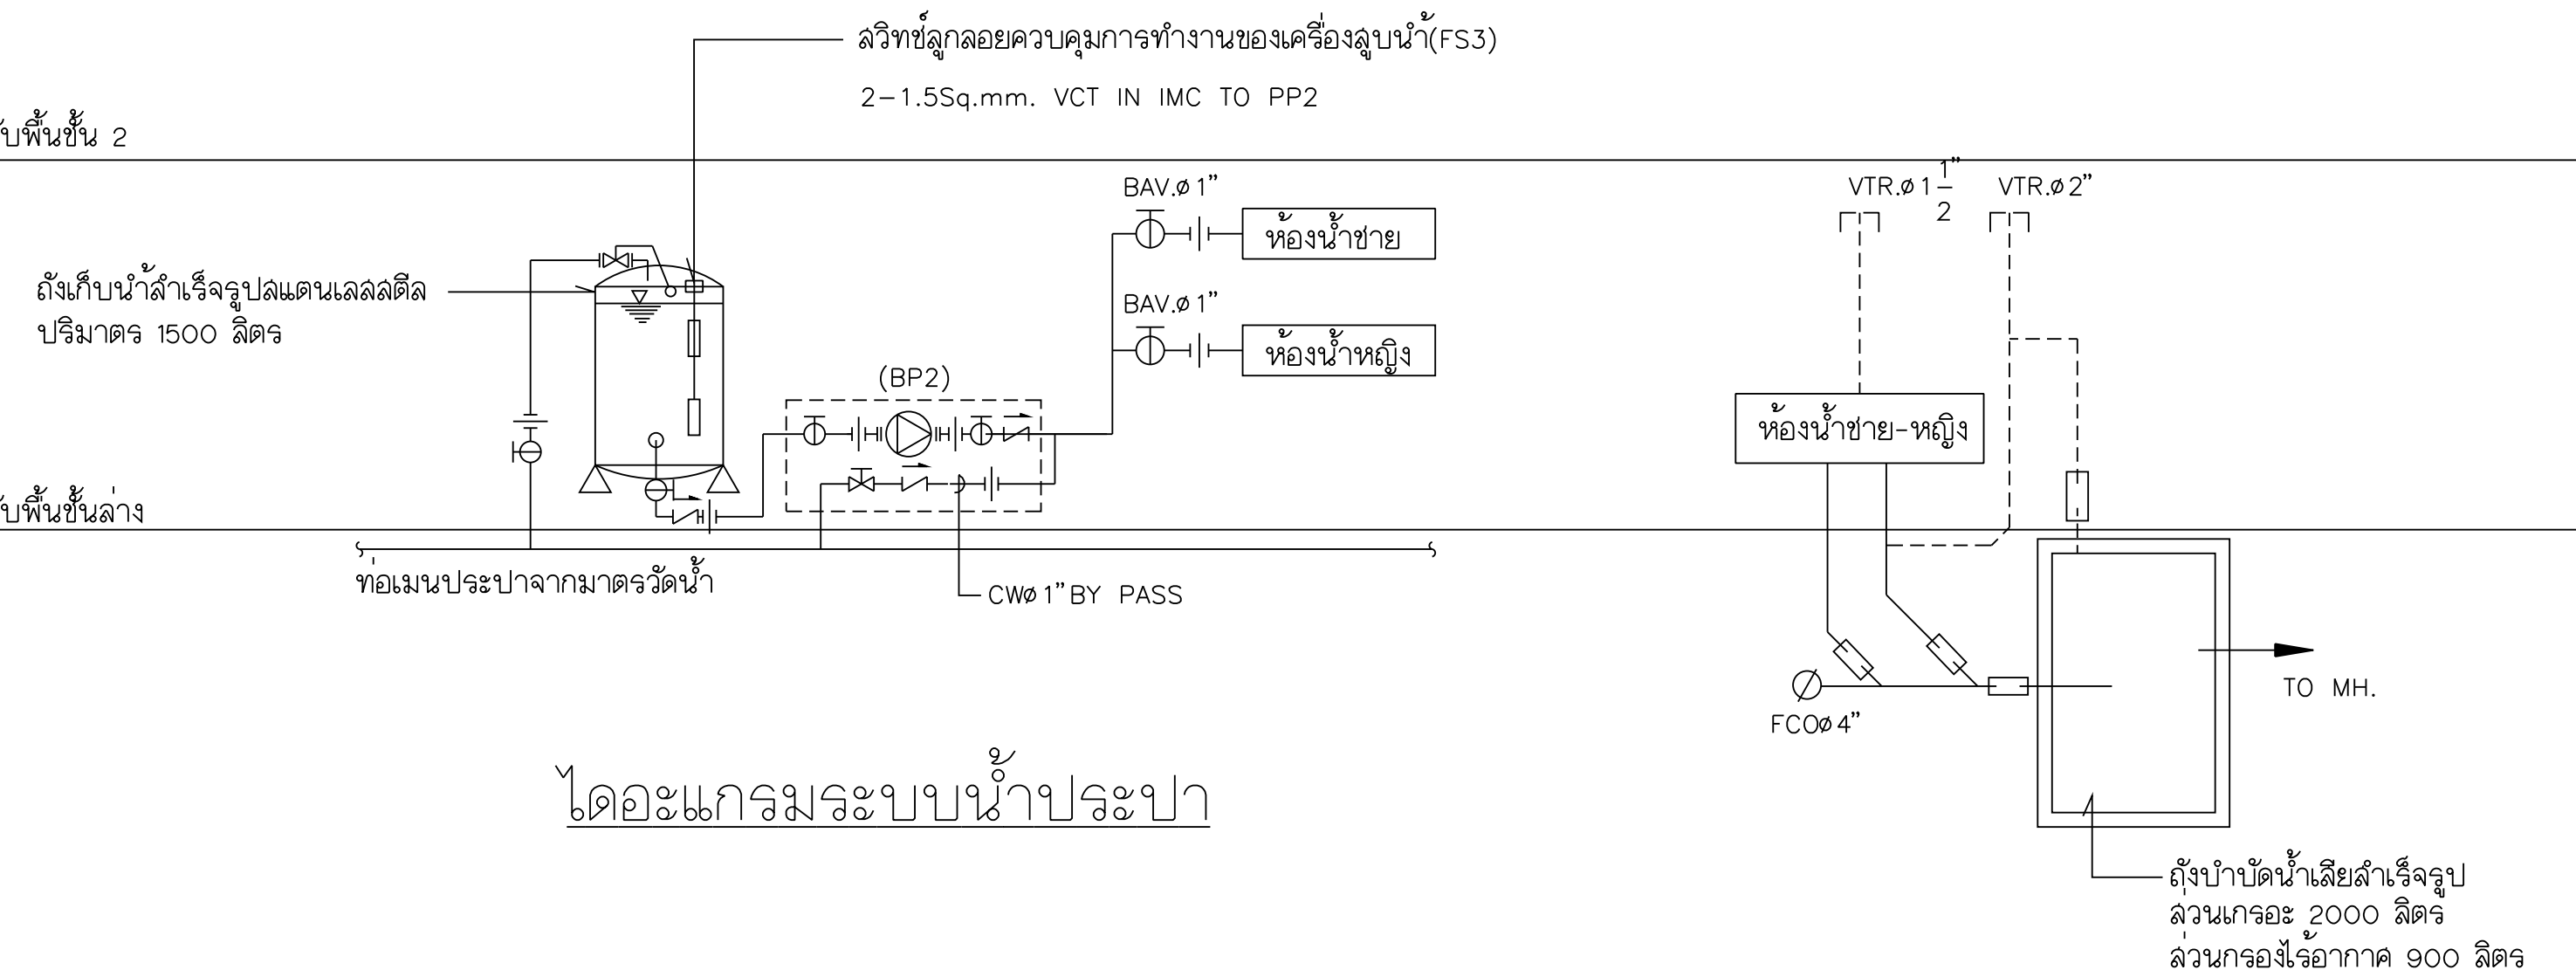 สวิทช์ลูกลอยควบคุมการทำงานของเครื่องสูบน้ำ(FS3)
2-1.5Sq.mm. VCT IN IMC TO PP2
ับพื้นชั้น 2
BAV.ø1"
VTR.ø1 1/2"
VTR.ø2"
ห้องน้ำชาย
ถังเก็บน้ำสำเร็จรูปสแตนเลสสตีล
ปริมาตร 1500 ลิตร
BAV.ø1"
ห้องน้ำหญิง
(BP2)
ห้องน้ำชาย-หญิง
ับพื้นชั้นล่าง
ท่อเมนประปาจากมาตรวัดน้ำ
CWø1"BY PASS
TO MH.
FCOø4"
ไดอะแกรมระบบน้ำประปา
ถังบำบัดน้ำเสียสำเร็จรูป
ส่วนเกรอะ 2000 ลิตร
ส่วนกรองไร้อากาศ 900 ลิตร